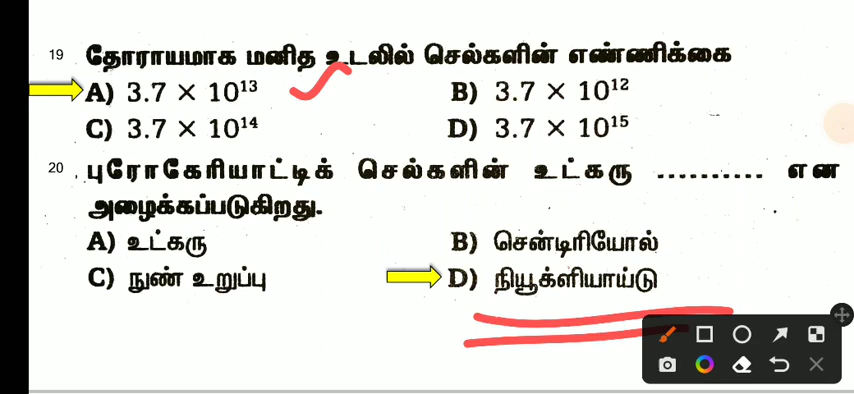 19 தோராயமாக மனித உடலில் செல்களின் எண்ணிக்கை
A) 3.7 × 10¹³ B) 3.7 × 10¹²
C) 3.7 × 10¹⁴ D) 3.7 × 10¹⁵
20 புரோகேரியாட்டிக் செல்களின் உட்கரு .......... என
அழைக்கப்படுகிறது.
A) உட்கரு B) சென்டிரியோல்
C) நுண் உறுப்பு D) நியூக்ளியாய்டு